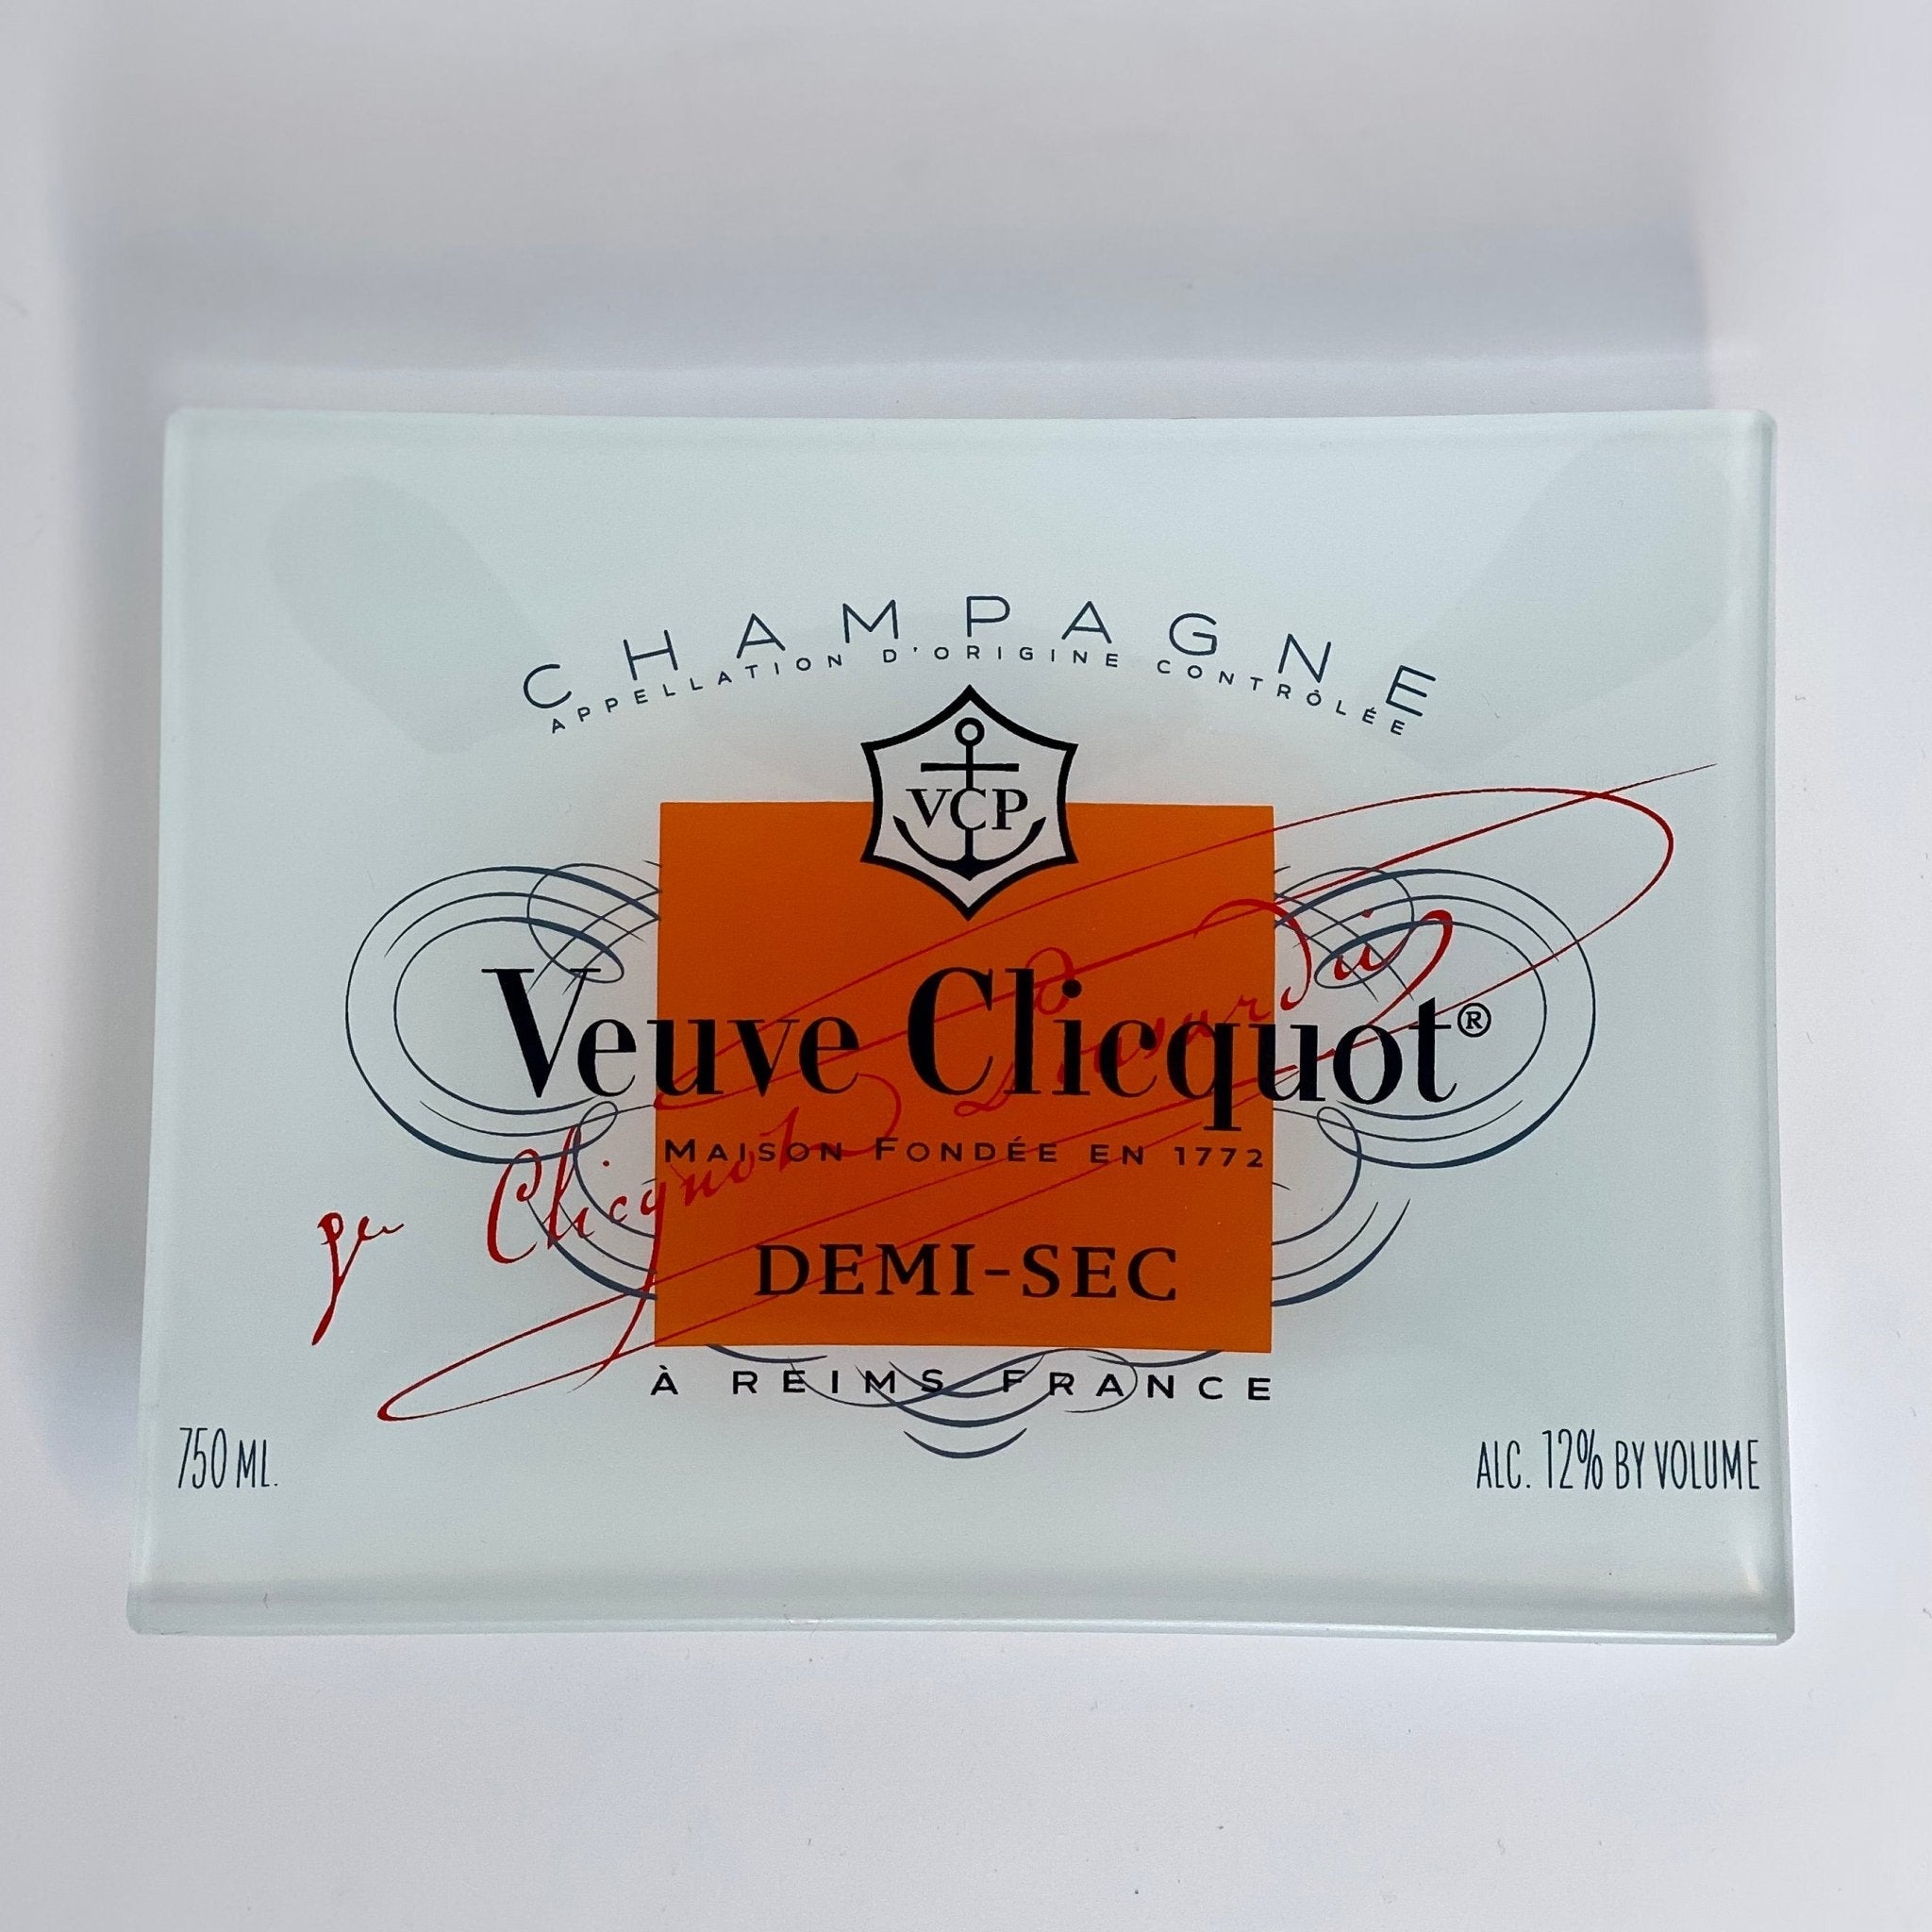 CHAMPAGNE
APPELLATION D'ORIGINE CONTRÔLÉE
VCP
Veuve Clicquot®
MAISON FONDÉE EN 1772
Clicquot
DEMI-SEC
À REIMS FRANCE
750 ML.
ALC. 12% BY VOLUME